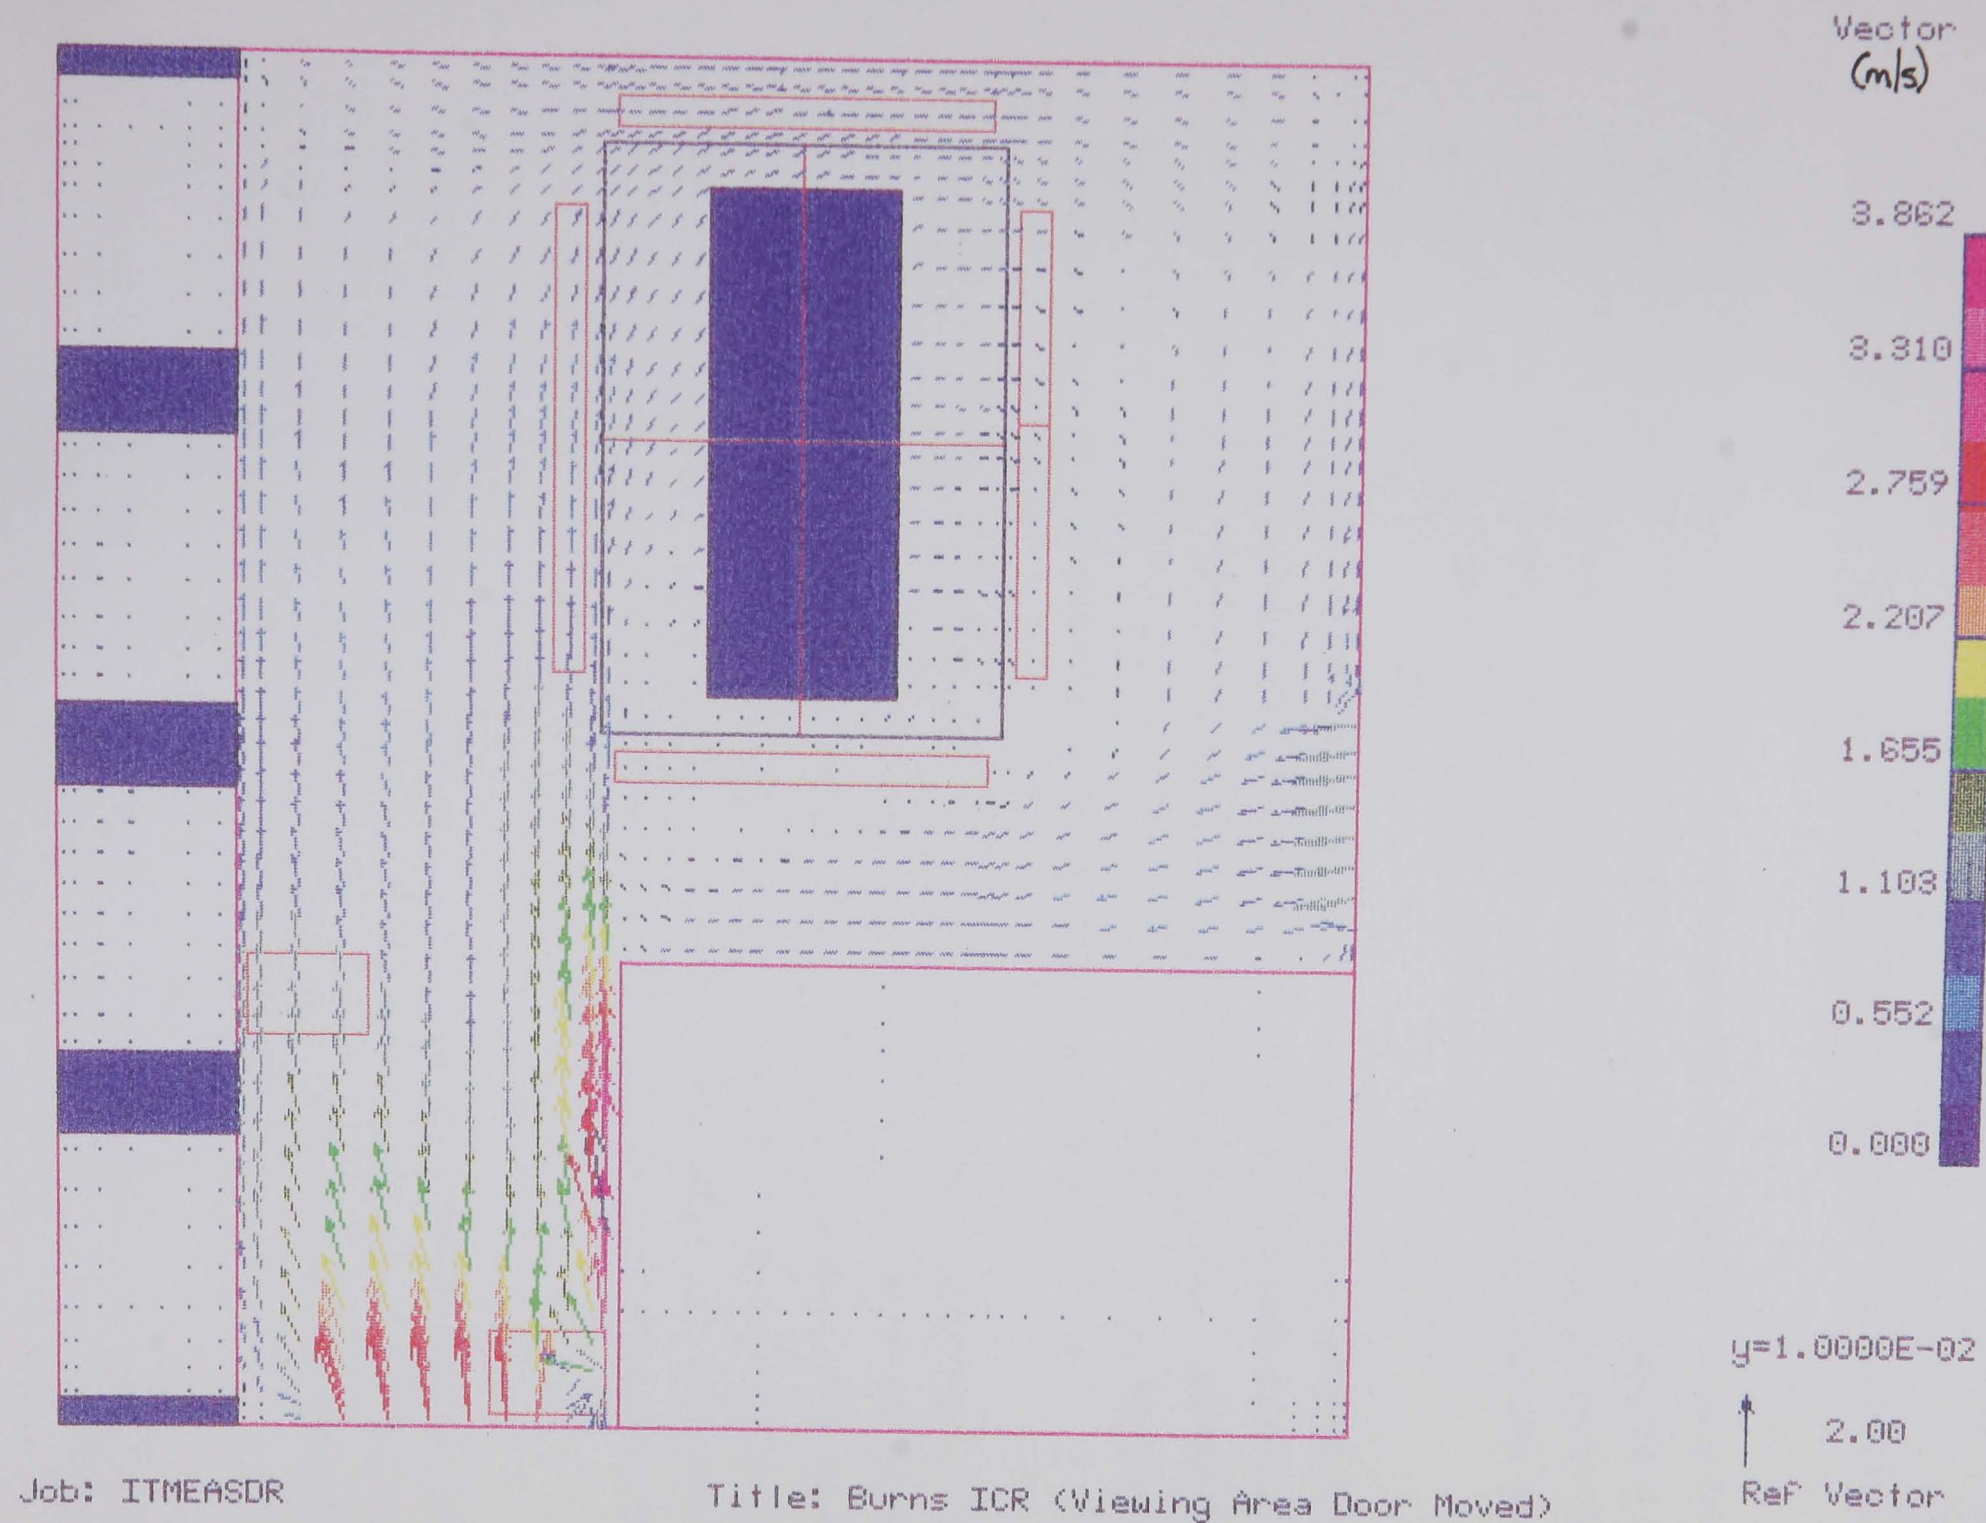 Vector
(m/s)
3.862
3.310
2.759
2.207
1.655
1.103
0.552
0.000
y=1.0000E-02
2.00
Ref Vector
Job: ITMEASDR
Title: Burns ICR (Viewing Area Door Moved)